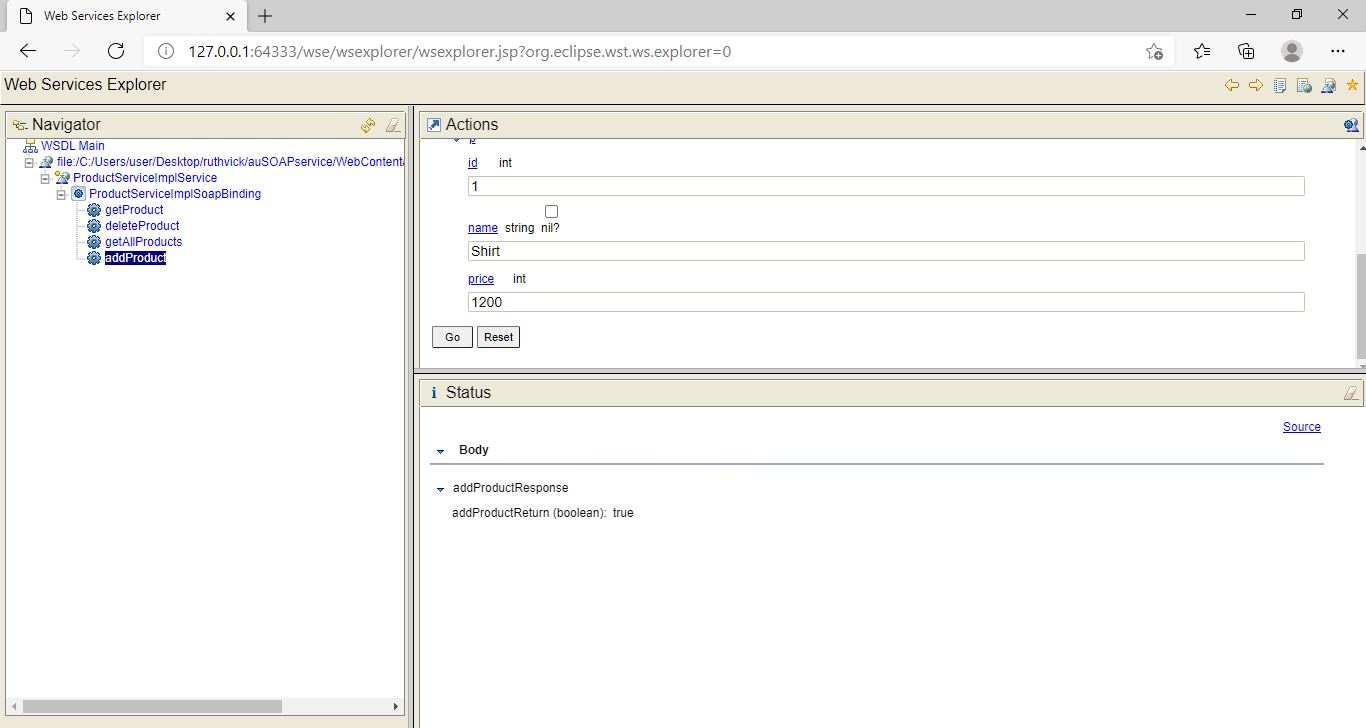 Web Services Explorer
127.0.0.1:64333/wse/wsexplorer/wsexplorer.jsp?org.eclipse.wst.ws.explorer=0
Web Services Explorer
Navigator
WSDL Main
file:/C:/Users/user/Desktop/ruthvick/auSOAPservice/WebContent/
ProductServiceImplService
ProductServiceImplSoapBinding
getProduct
deleteProduct
getAllProducts
addProduct
Actions
id int
1
name string nil?
Shirt
price int
1200
Go Reset
i Status
Source
Body
addProductResponse
addProductReturn (boolean): true